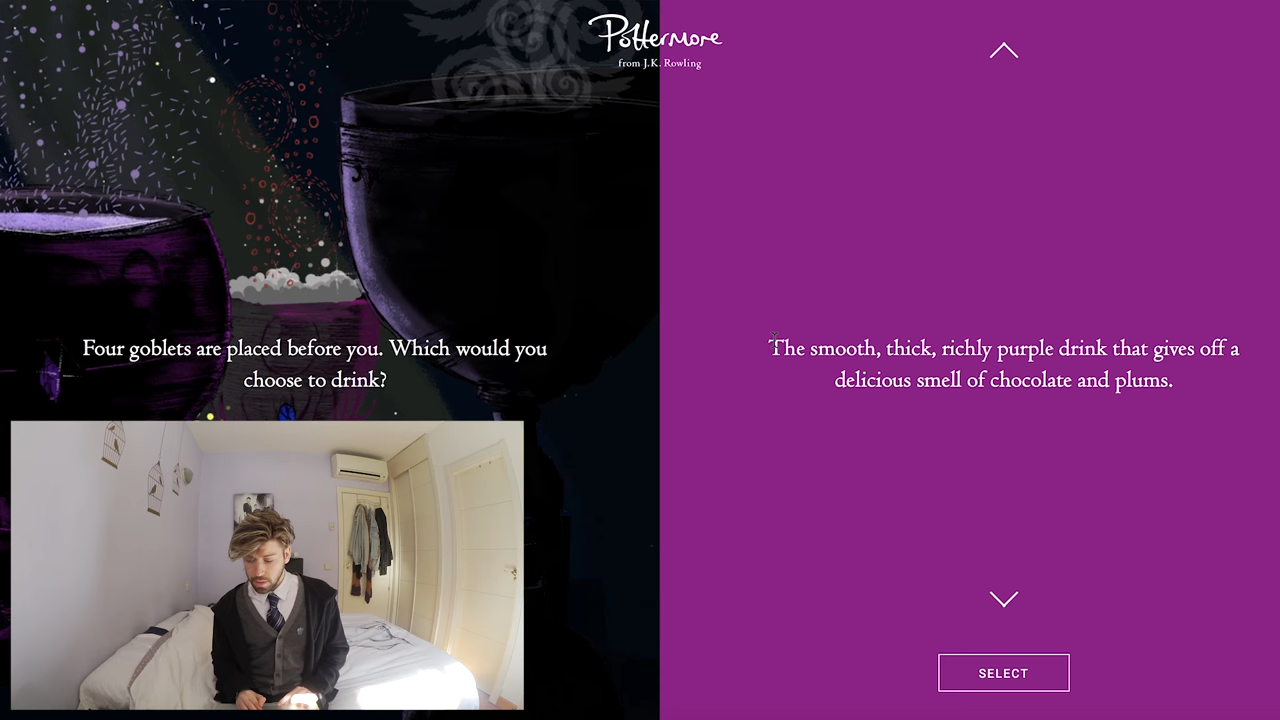 Pottermore
from J.K. Rowling
Four goblets are placed before you. Which would you
choose to drink?
The smooth, thick, richly purple drink that gives off a
delicious smell of chocolate and plums.
SELECT